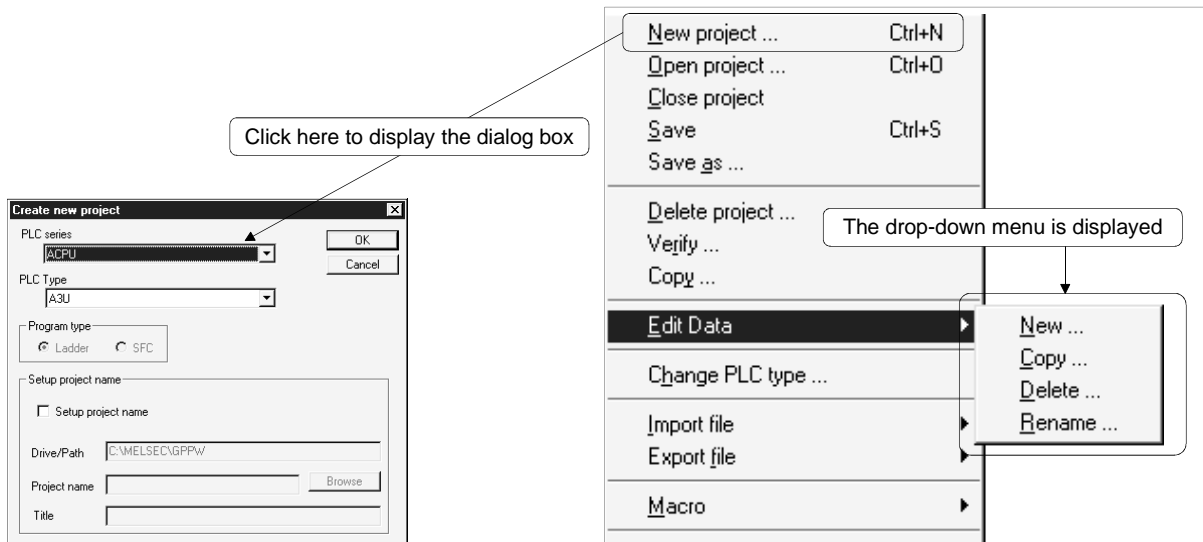 New project ... Ctrl+N
Open project ... Ctrl+O
Close project
Save Ctrl+S
Save as ...
Delete project ...
Verify ...
Copy ...
Edit Data
Change PLC type ...
Import file
Export file
Macro
The drop-down menu is displayed
New ...
Copy ...
Delete ...
Rename ...
Click here to display the dialog box
Create new project
PLC series
ACPU
OK
Cancel
PLC Type
A3U
Program type
Ladder SFC
Setup project name
Setup project name
Drive/Path C:\MELSEC\GPPW
Project name Browse
Title